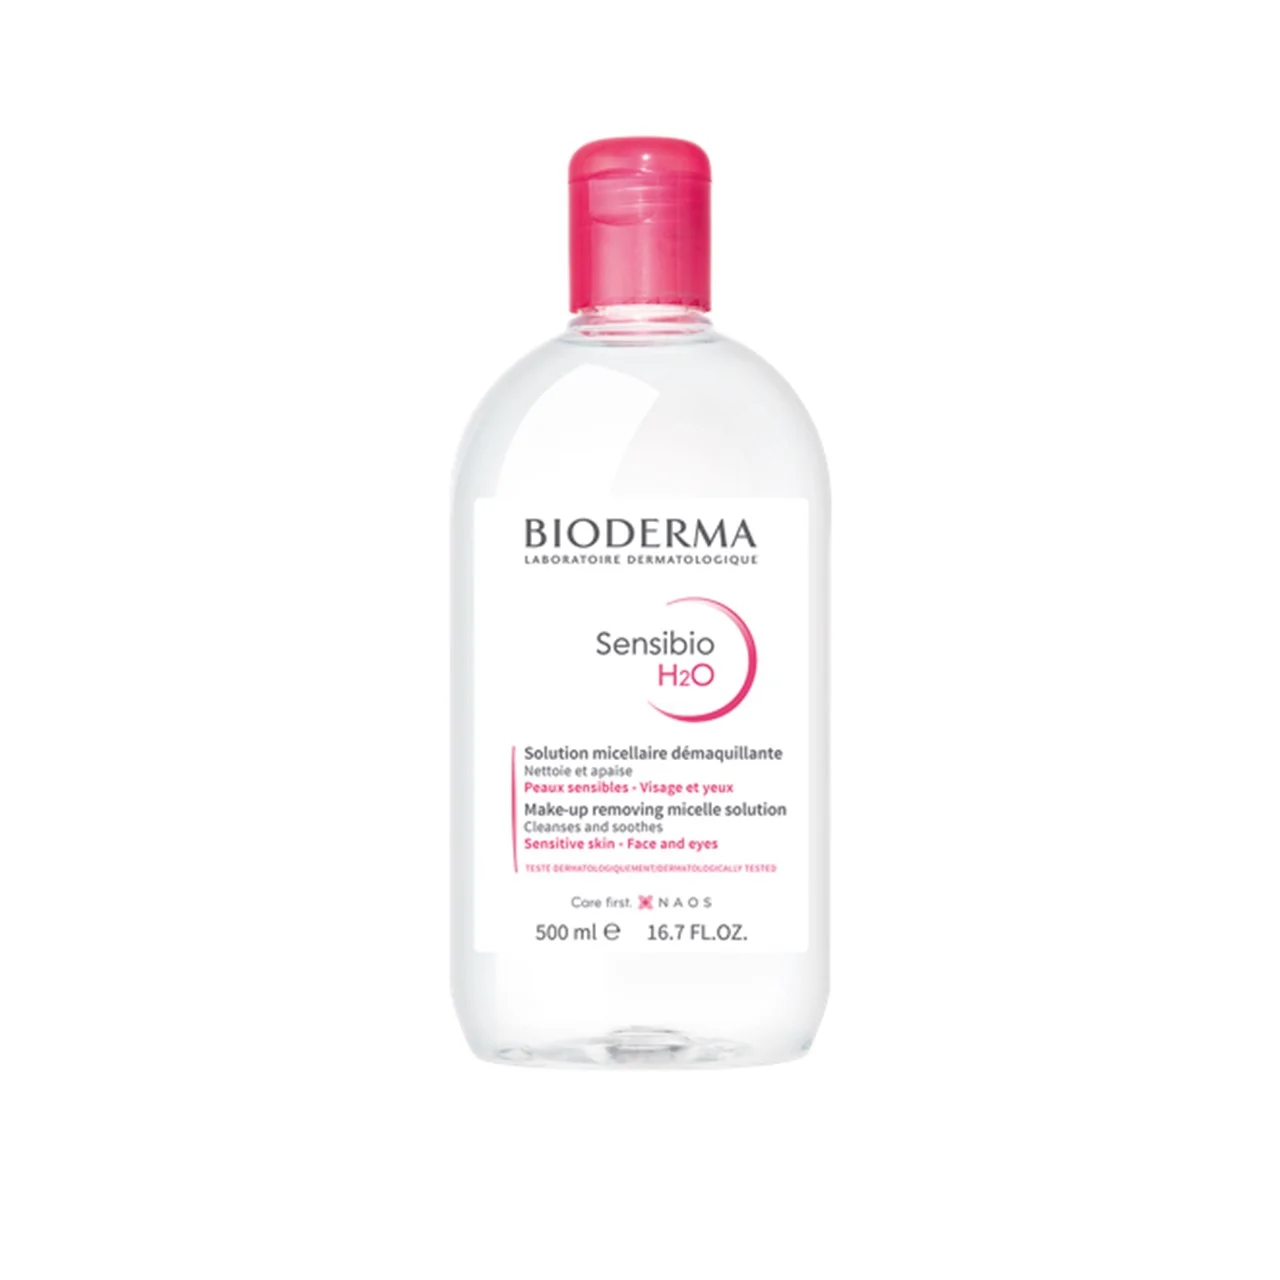 BIODERMA
LABORATOIRE DERMATOLOGIQUE
Sensibio
H2O
Solution micellaire démaquillante
Nettoie et apaise
Peaux sensibles • Visage et yeux
Make-up removing micelle solution
Cleanses and soothes
Sensitive skin • Face and eyes
TESTÉ DERMATOLOGIQUEMENT/DERMATOLOGICALLY TESTED
Care first. NAOS
500 ml ℮ 16.7 FL.OZ.